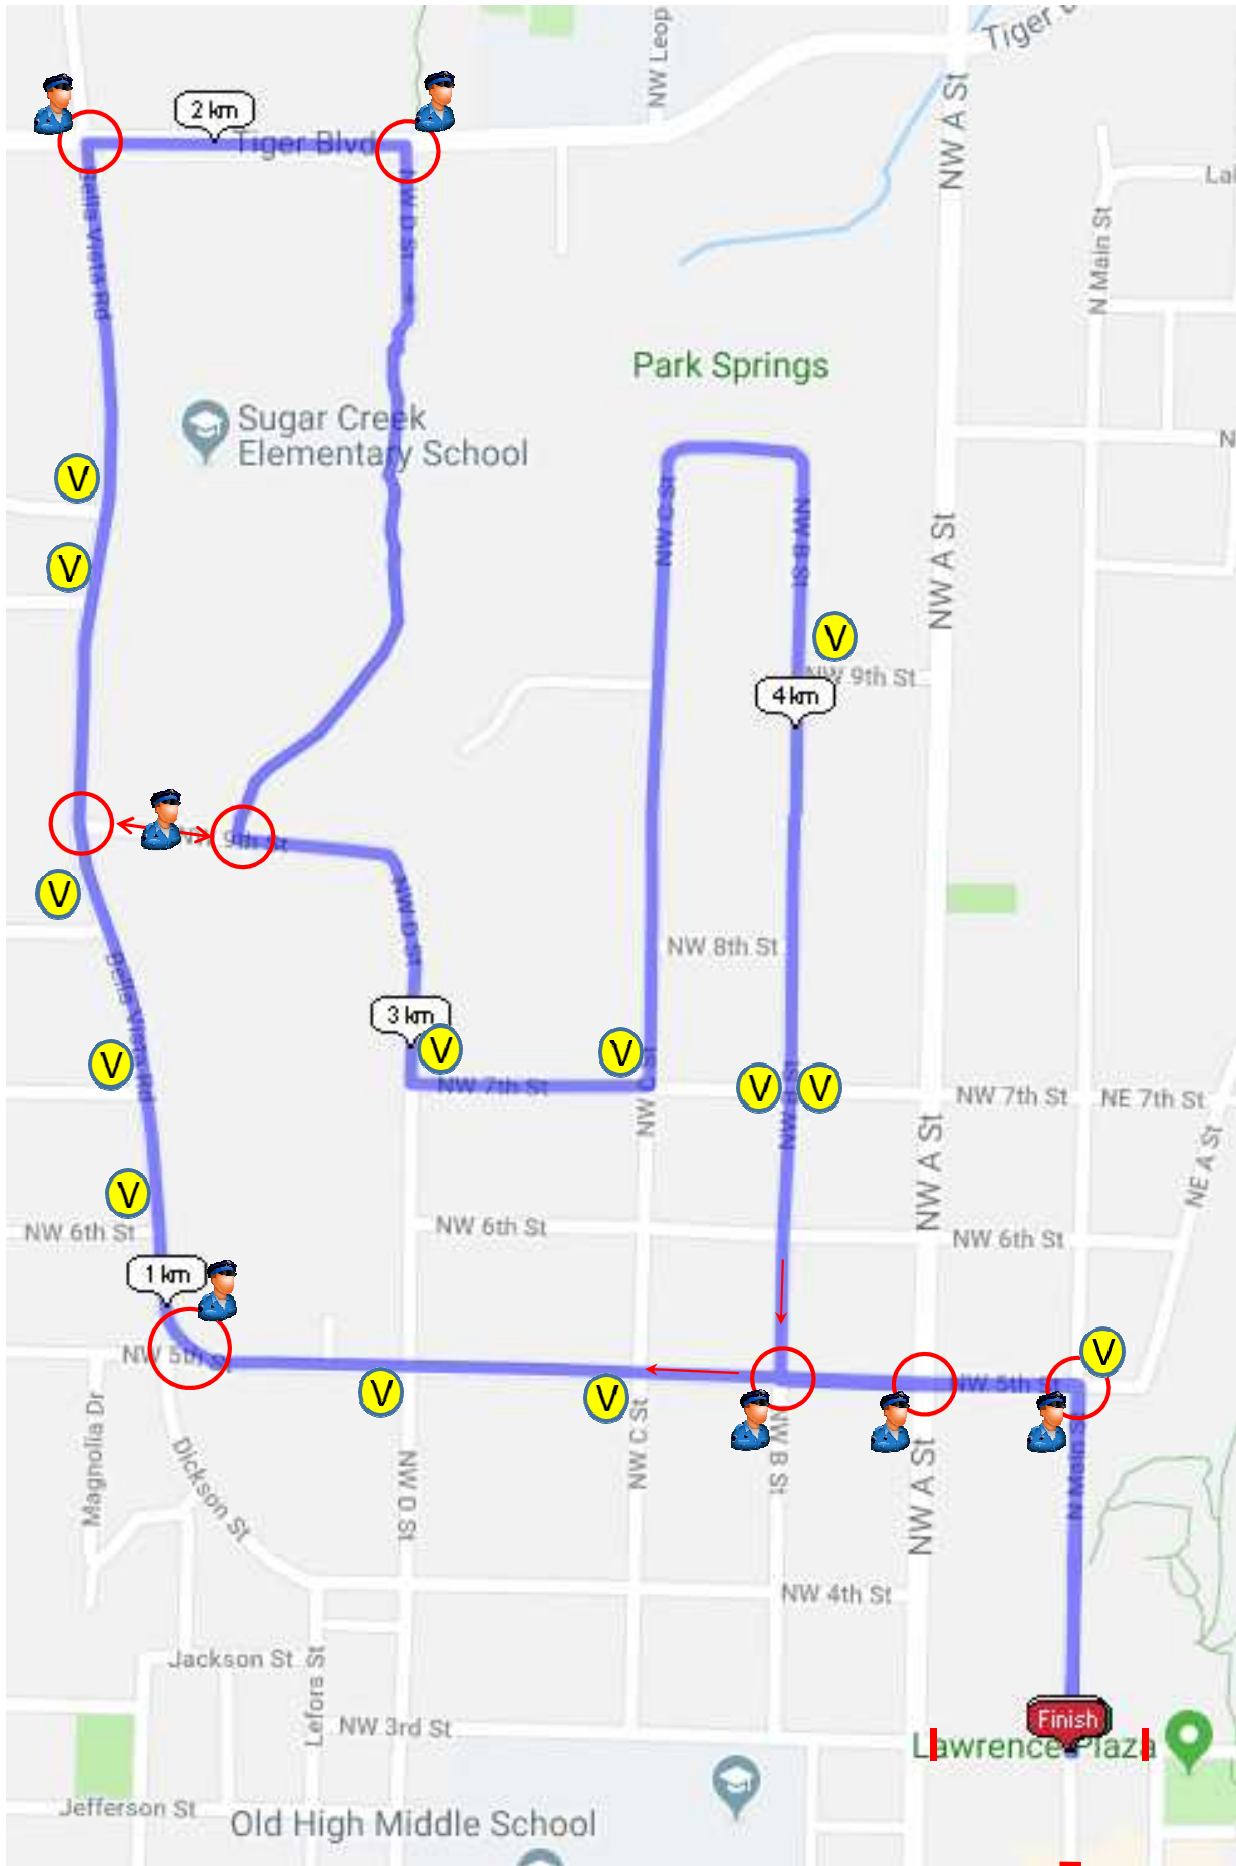 Tiger
NW Leop
NW A St
2 km
Tiger Blvd
Bella Vista Rd
NW D St
N Main St
Park Springs
Sugar Creek
Elementary School
V
NW C St
NW B St
N
NW A St
V
V
NW 9th St
4 km
NW 9th St
V
NW D St
NW 8th St
Bella Vista Rd
3 km
V
V
V
NW C St
NW B St
V
V
NW 7th St
NW 7th St
NE 7th St
NW A St
NE A St
V
NW 6th St
NW 6th St
NW 6th St
1 km
NW 5th St
V
V
V
NW 5th St
Magnolia Dr
Dickson St
NW D St
NW C St
NW B St
NW A St
N Main St
NW 4th St
Jackson St
Lefors St
NW 3rd St
Finish
Lawrence Plaza
Jefferson St
Old High Middle School